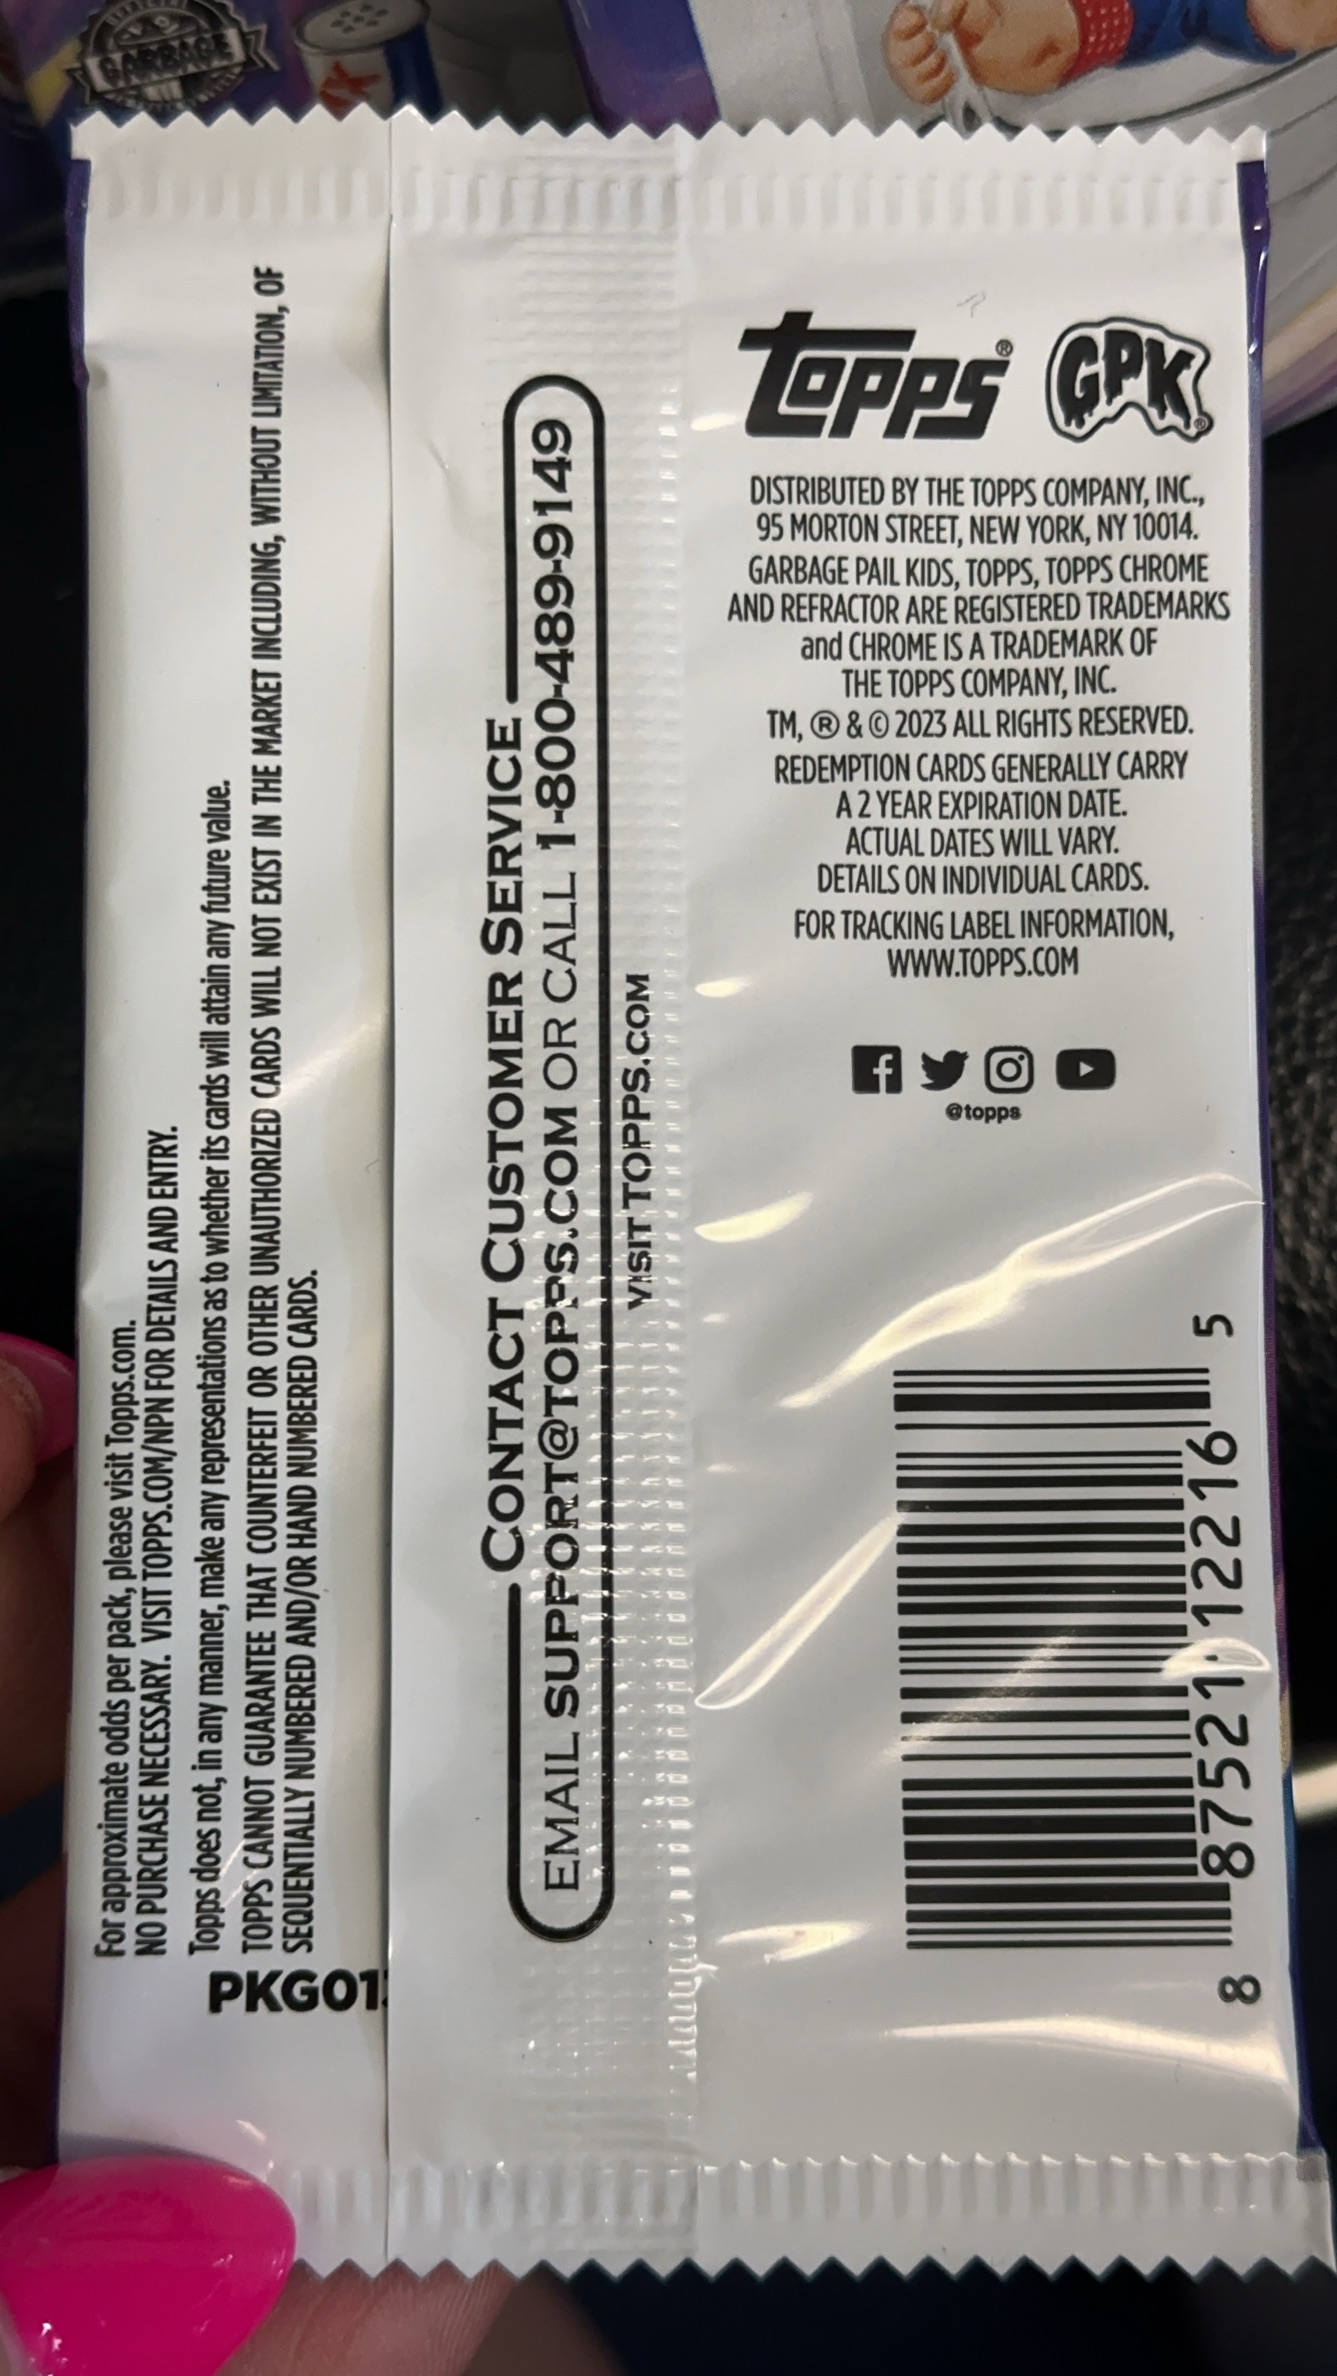 GARBAGE
topps®
GPK®
DISTRIBUTED BY THE TOPPS COMPANY, INC.,
95 MORTON STREET, NEW YORK, NY 10014.
GARBAGE PAIL KIDS, TOPPS, TOPPS CHROME
AND REFRACTOR ARE REGISTERED TRADEMARKS
and CHROME IS A TRADEMARK OF
THE TOPPS COMPANY, INC.
TM, ® & © 2023 ALL RIGHTS RESERVED.
REDEMPTION CARDS GENERALLY CARRY
A 2 YEAR EXPIRATION DATE.
ACTUAL DATES WILL VARY.
DETAILS ON INDIVIDUAL CARDS.
FOR TRACKING LABEL INFORMATION,
WWW.TOPPS.COM
@topps
8 87521 12216 5
CONTACT CUSTOMER SERVICE
EMAIL SUPPORT@TOPPS.COM OR CALL 1-800-489-9149
VISIT TOPPS.COM
For approximate odds per pack, please visit Topps.com.
NO PURCHASE NECESSARY. VISIT TOPPS.COM/NPN FOR DETAILS AND ENTRY.
Topps does not, in any manner, make any representations as to whether its cards will attain any future value.
TOPPS CANNOT GUARANTEE THAT COUNTERFEIT OR OTHER UNAUTHORIZED CARDS WILL NOT EXIST IN THE MARKET INCLUDING, WITHOUT LIMITATION, OF
SEQUENTIALLY NUMBERED AND/OR HAND NUMBERED CARDS.
PKG01